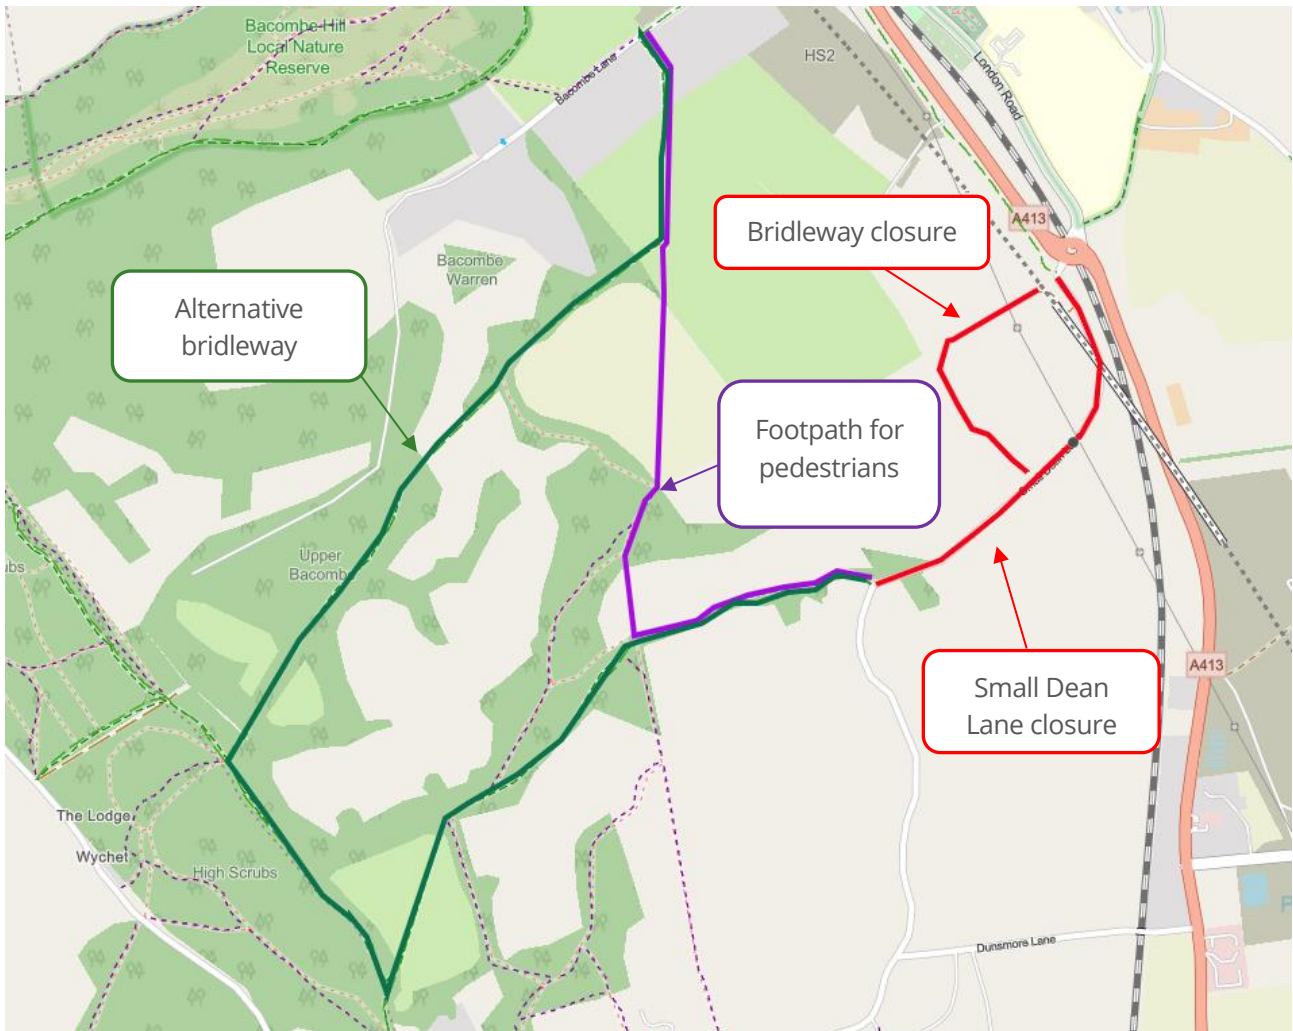 Bacombe Hill
Local Nature
Reserve
Bacombe Lane
HS2
London Road
A413
Bridleway closure
Bacombe
Warren
Alternative
bridleway
Footpath for
pedestrians
Upper
Bacombe
Small Dean
Lane closure
A413
The Lodge
Wychet
High Scrubs
Dunsmore Lane
P